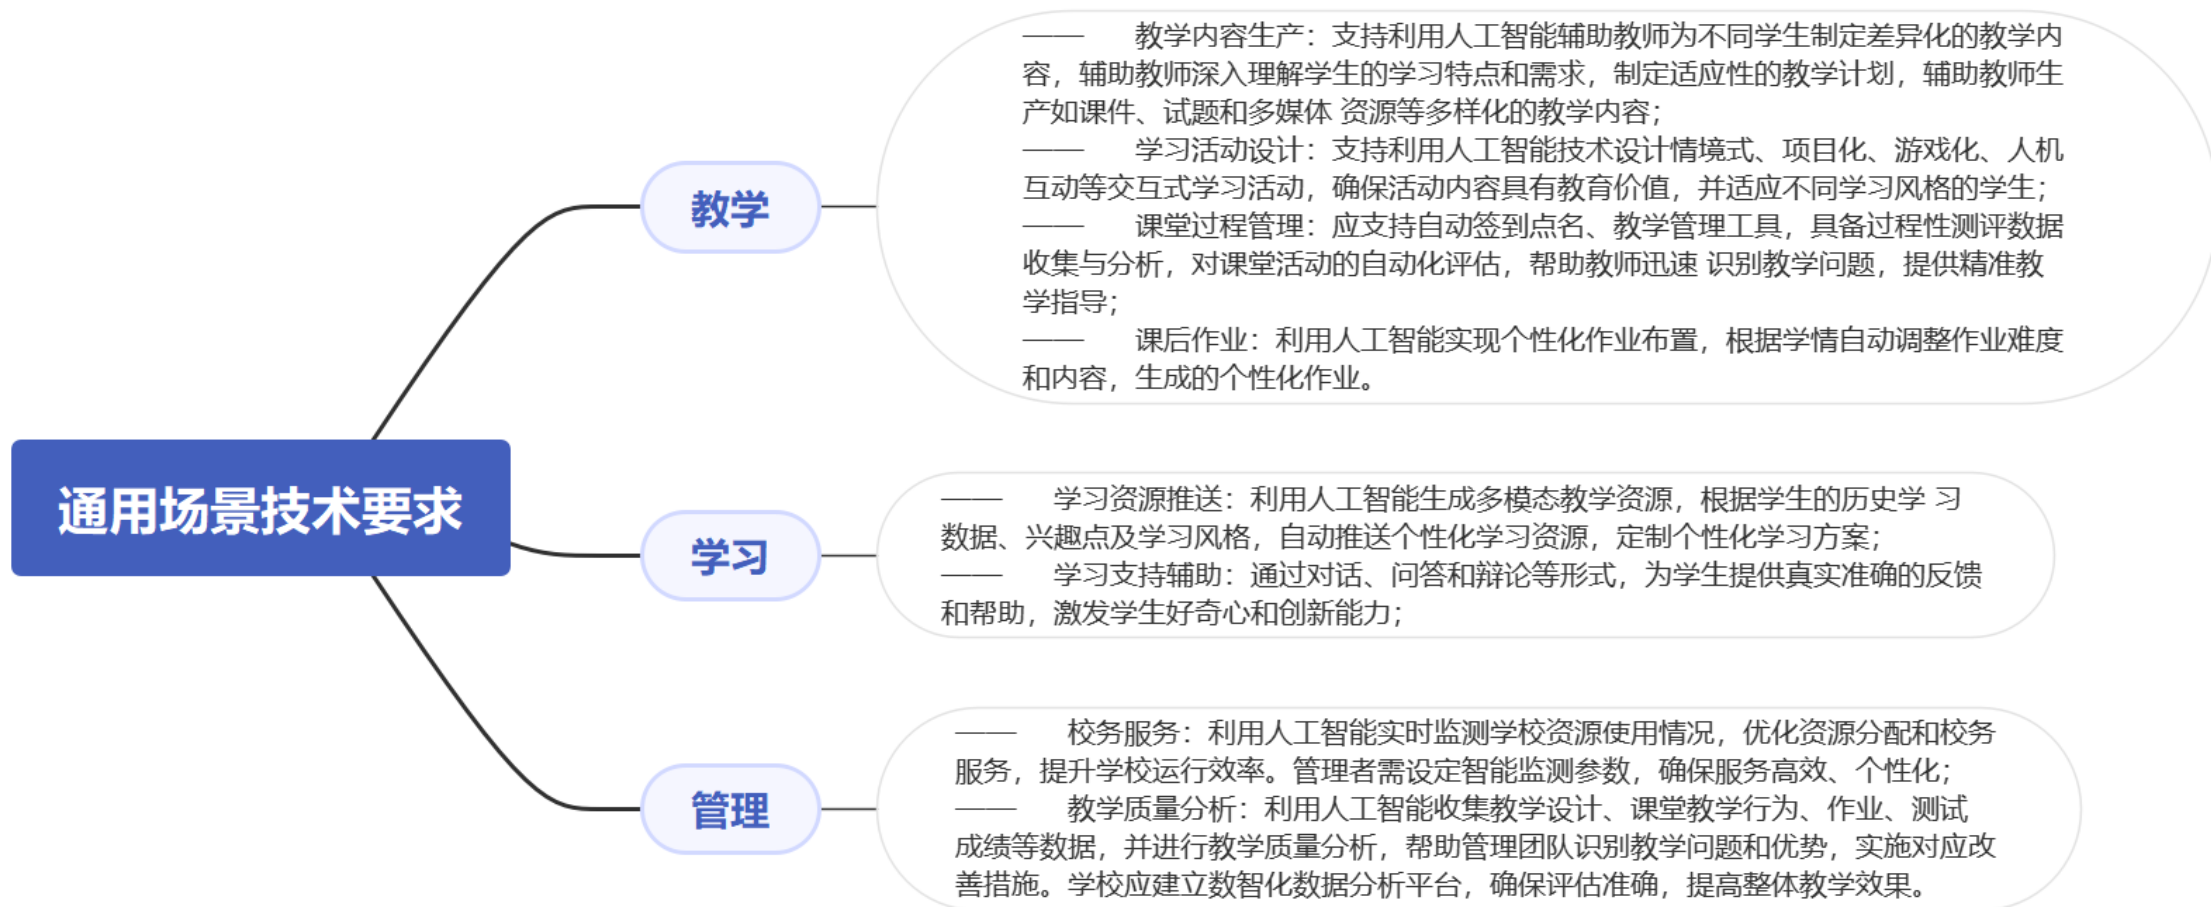 通用场景技术要求
教学
—— 教学内容生产：支持利用人工智能辅助教师为不同学生制定差异化的教学内
容，辅助教师深入理解学生的学习特点和需求，制定适应性的教学计划，辅助教师生
产如课件、试题和多媒体 资源等多样化的教学内容；
—— 学习活动设计：支持利用人工智能技术设计情境式、项目化、游戏化、人机
互动等交互式学习活动，确保活动内容具有教育价值，并适应不同学习风格的学生；
—— 课堂过程管理：应支持自动签到点名、教学管理工具，具备过程性测评数据
收集与分析，对课堂活动的自动化评估，帮助教师迅速 识别教学问题，提供精准教
学指导；
—— 课后作业：利用人工智能实现个性化作业布置，根据学情自动调整作业难度
和内容，生成的个性化作业。
学习
—— 学习资源推送：利用人工智能生成多模态教学资源，根据学生的历史学 习
数据、兴趣点及学习风格，自动推送个性化学习资源，定制个性化学习方案；
—— 学习支持辅助：通过对话、问答和辩论等形式，为学生提供真实准确的反馈
和帮助，激发学生好奇心和创新能力；
管理
—— 校务服务：利用人工智能实时监测学校资源使用情况，优化资源分配和校务
服务，提升学校运行效率。管理者需设定智能监测参数，确保服务高效、个性化；
—— 教学质量分析：利用人工智能收集教学设计、课堂教学行为、作业、测试
成绩等数据，并进行教学质量分析，帮助管理团队识别教学问题和优势，实施对应改
善措施。学校应建立数智化数据分析平台，确保评估准确，提高整体教学效果。